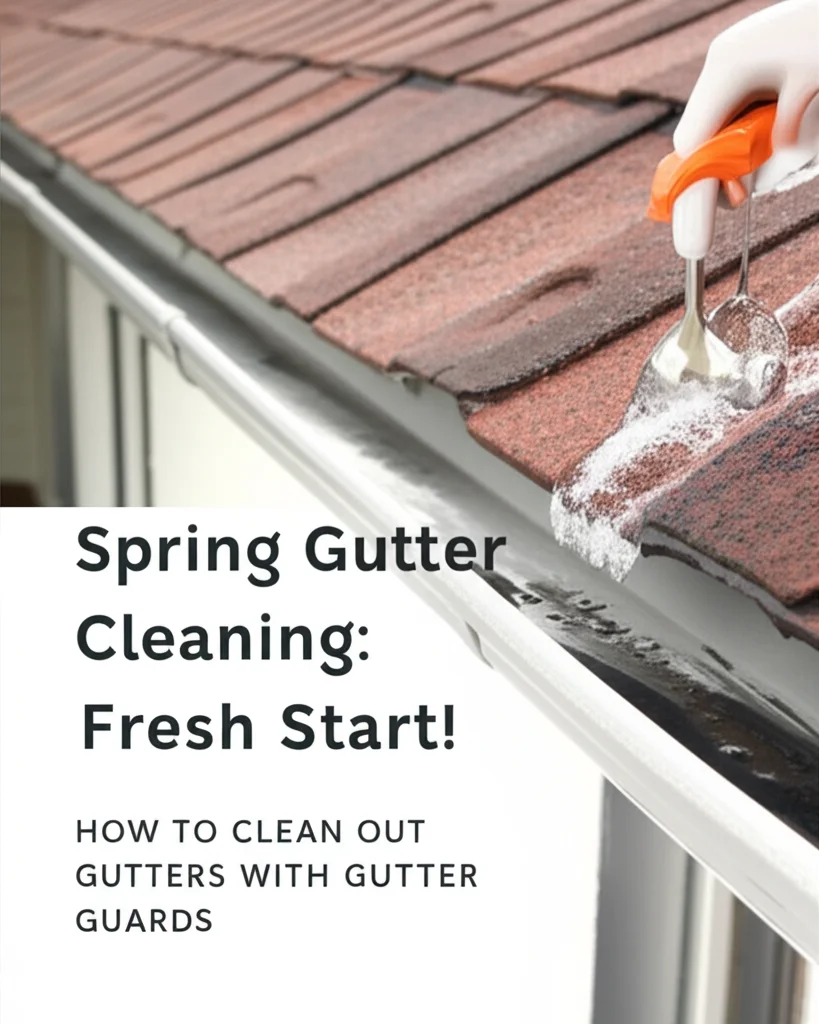 Spring Gutter
Cleaning:
Fresh Start!
HOW TO CLEAN OUT
GUTTERS WITH GUTTER
GUARDS